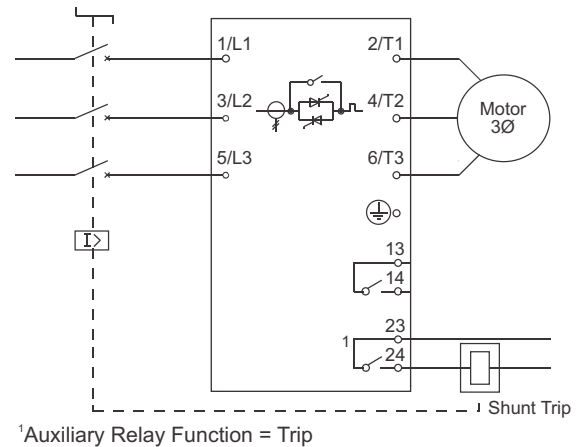 1/L1
2/T1
3/L2
4/T2
Motor
3Ø
5/L3
6/T3
I>
13
14
23
1
24
Shunt Trip
¹Auxiliary Relay Function = Trip